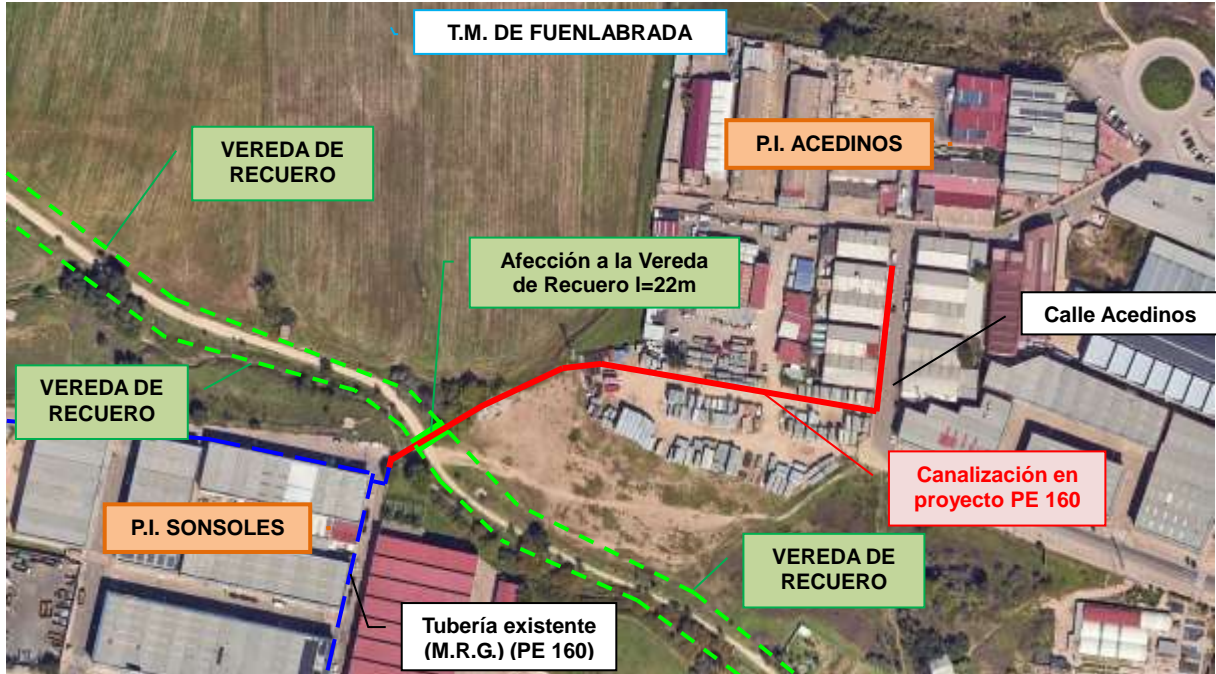 T.M. DE FUENLABRADA
VEREDA DE
RECUERO
P.I. ACEDINOS
Afección a la Vereda
de Recuero l=22m
Calle Acedinos
VEREDA DE
RECUERO
Canalización en
proyecto PE 160
P.I. SONSOLES
VEREDA DE
RECUERO
Tubería existente
(M.R.G.) (PE 160)